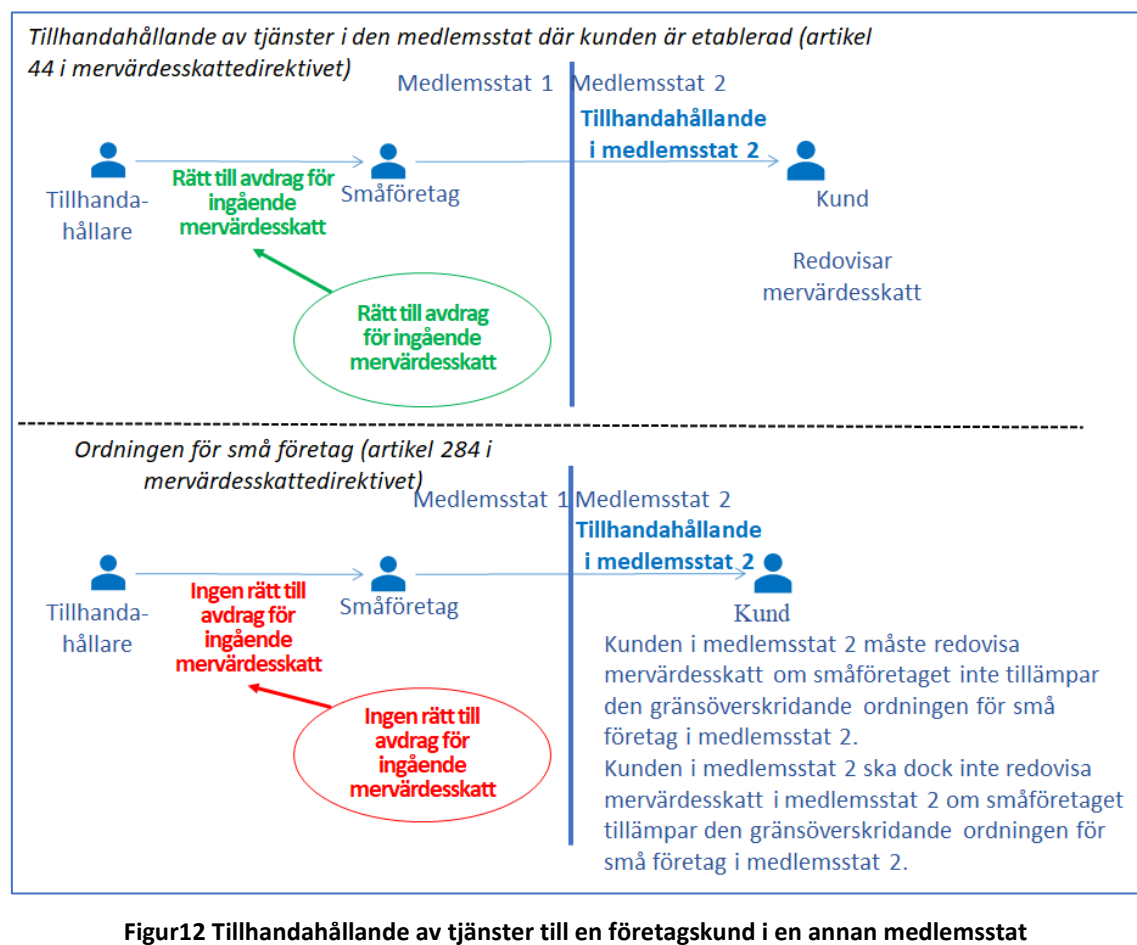 Tillhandahållande av tjänster i den medlemsstat där kunden är etablerad (artikel
44 i mervärdesskattedirektivet)
Medlemsstat 1
Medlemsstat 2
Tillhandahållande
i medlemsstat 2
Tillhanda-
hållare
Rätt till avdrag för
ingående
mervärdesskatt
Småföretag
Kund
Redovisar
mervärdesskatt
Rätt till avdrag
för ingående
mervärdesskatt
Ordningen för små företag (artikel 284 i
mervärdesskattedirektivet)
Medlemsstat 1
Medlemsstat 2
Tillhandahållande
i medlemsstat 2
Tillhanda-
hållare
Ingen rätt till
avdrag för
ingående
mervärdesskatt
Småföretag
Kund
Ingen rätt till
avdrag för
ingående
mervärdesskatt
Kunden i medlemsstat 2 måste redovisa
mervärdesskatt om småföretaget inte tillämpar
den gränsöverskridande ordningen för små
företag i medlemsstat 2.
Kunden i medlemsstat 2 ska dock inte redovisa
mervärdesskatt i medlemsstat 2 om småföretaget
tillämpar den gränsöverskridande ordningen för
små företag i medlemsstat 2.
Figur12 Tillhandahållande av tjänster till en företagskund i en annan medlemsstat